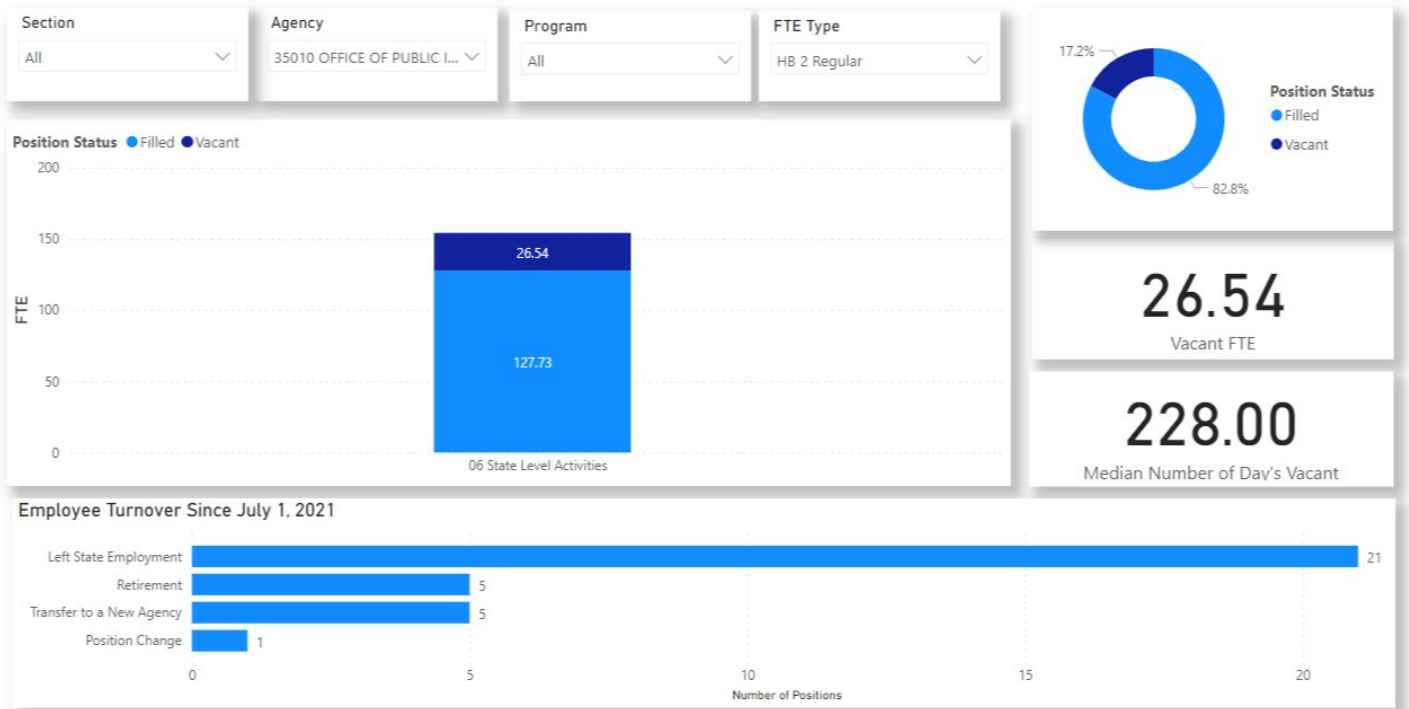 Section
All
Agency
35010 OFFICE OF PUBLIC I...
Program
All
FTE Type
HB 2 Regular
17.2%
82.8%
Position Status
Filled
Vacant
Position Status Filled Vacant
200
150
100
50
0
FTE
26.54
127.73
06 State Level Activities
26.54
Vacant FTE
228.00
Median Number of Day's Vacant
Employee Turnover Since July 1, 2021
Left State Employment 21
Retirement 5
Transfer to a New Agency 5
Position Change 1
0 5 10 15 20
Number of Positions